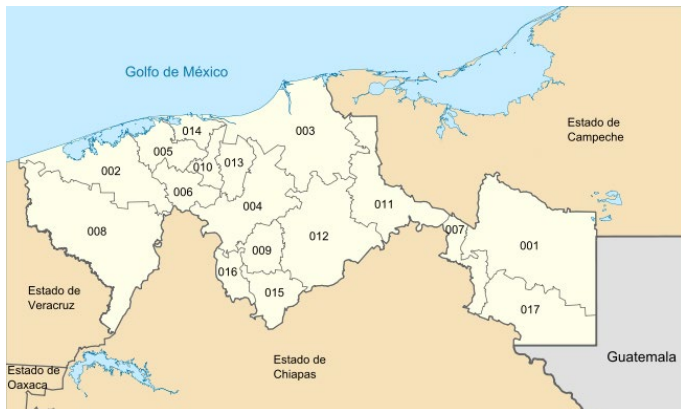 Golfo de México
003
014
Estado de
Campeche
005
013
010
002
006
004
011
007
008
012
001
009
016
015
Estado de
Veracruz
017
Guatemala
Estado de
Chiapas
Estado de
Oaxaca